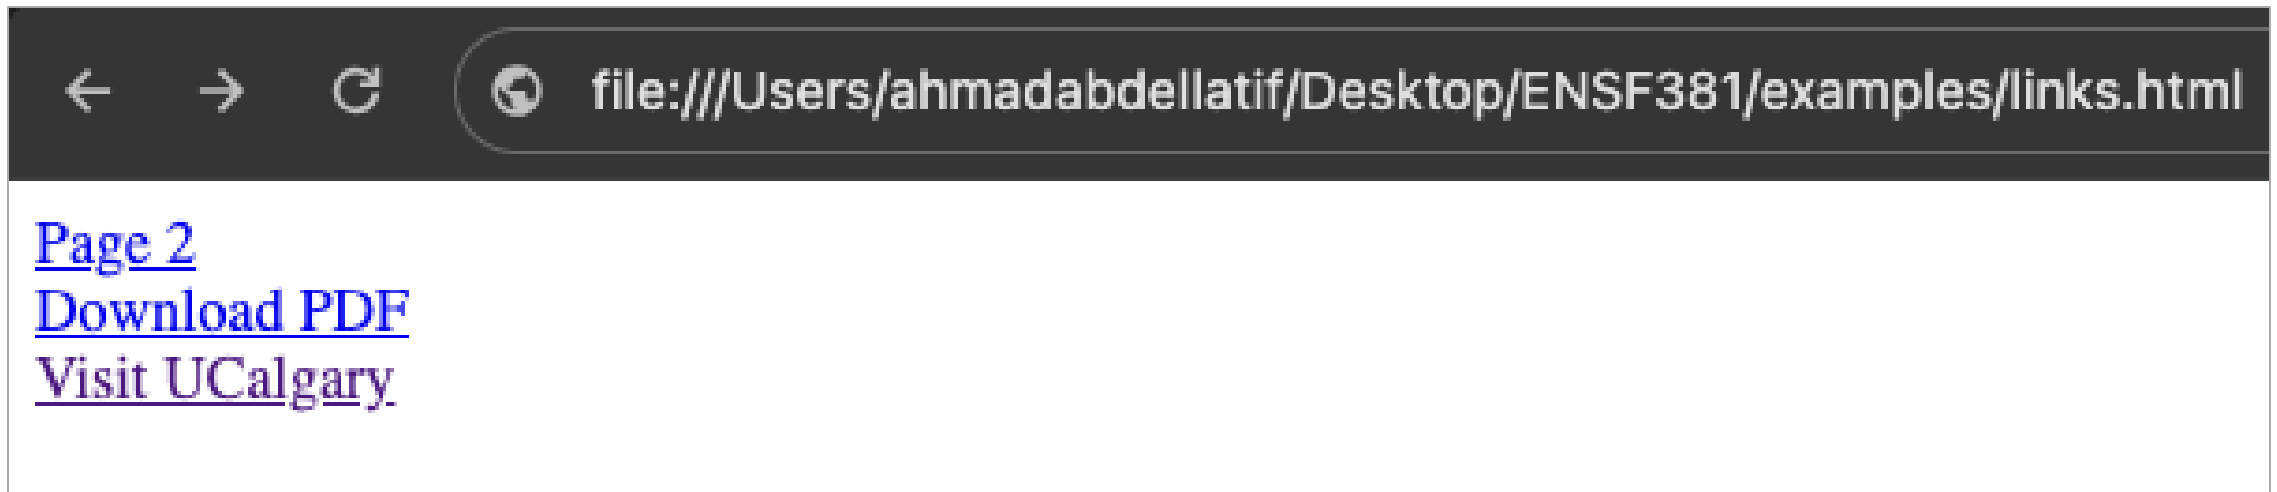 file:///Users/ahmadabdellatif/Desktop/ENSF381/examples/links.html
Page 2
Download PDF
Visit UCalgary